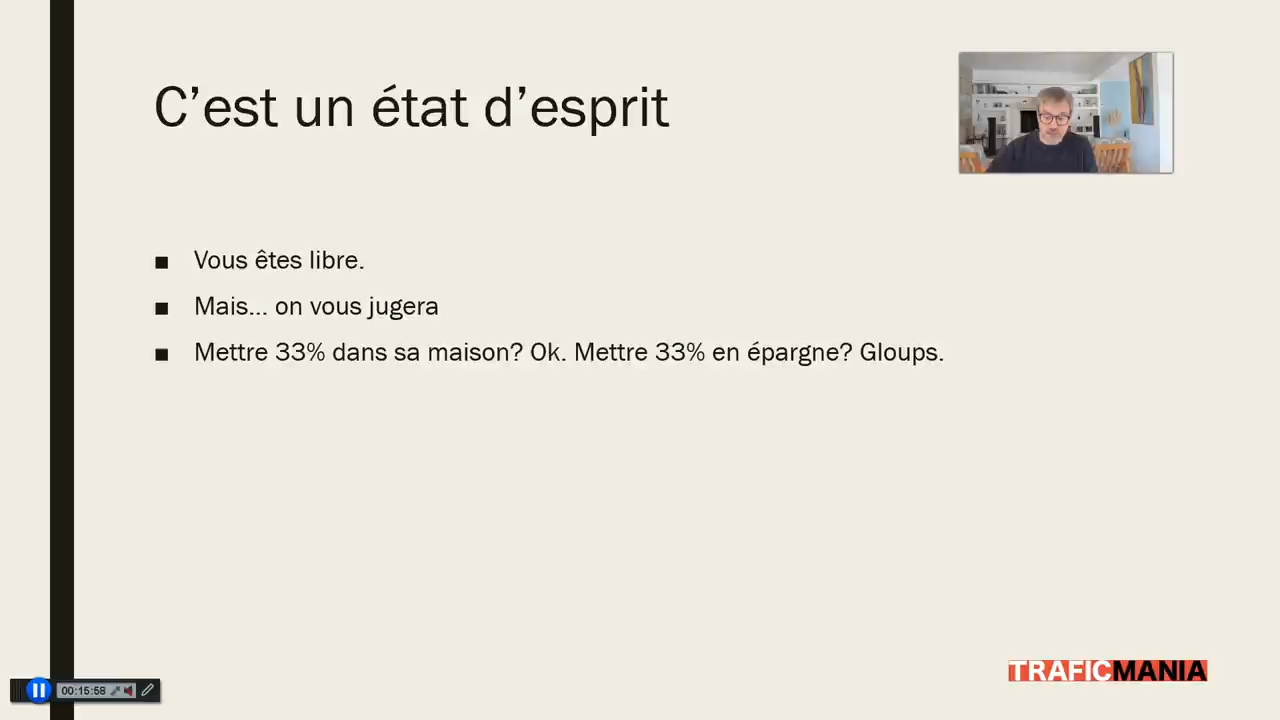 C’est un état d’esprit
Vous êtes libre.
Mais... on vous jugera
Mettre 33% dans sa maison? Ok. Mettre 33% en épargne? Gloups.
TRAFICMANIA
00:15:58